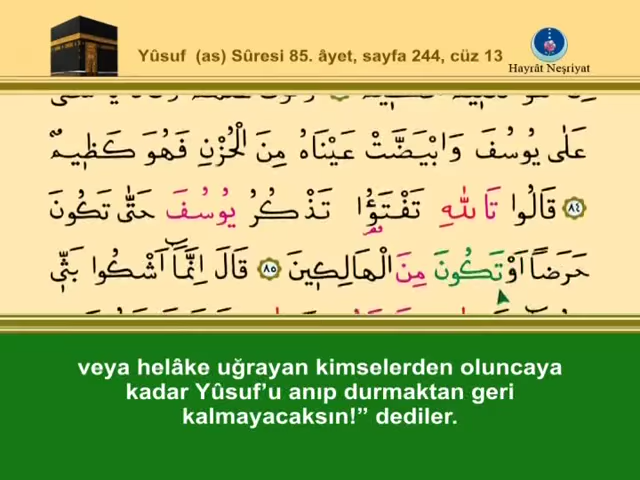 Yûsuf (as) Sûresi 85. âyet, sayfa 244, cüz 13
Hayrât Neşriyat
عَلٰى يُوسُفَ وَابْيَضَّتْ عَيْنَاهُ مِنَ الْحُزْنِ فَهُوَ كَظِيمٌ
﴿٨٤﴾ قَالُوا تَاللّٰهِ تَفْتَؤُا تَذْكُرُ يُوسُفَ حَتّٰى تَكُونَ
حَرَضًا اَوْ تَكُونَ مِنَ الْهَالِكِينَ ﴿٨٥﴾ قَالَ اِنَّمَٓا اَشْكُوا بَثّٖي
veya helâke uğrayan kimselerden oluncaya
kadar Yûsuf’u anıp durmaktan geri
kalmayacaksın!” dediler.